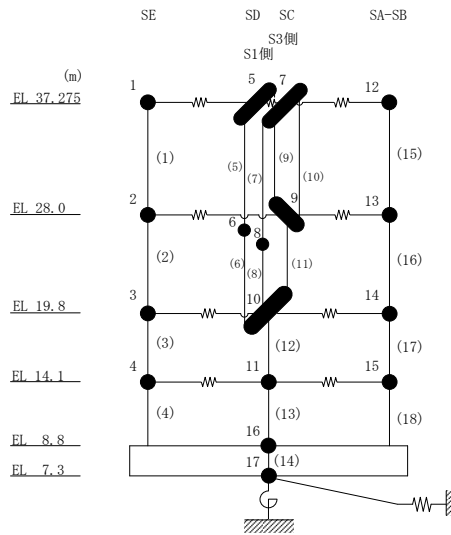 SE SD SC SA-SB
S1側 S3側
(m)
EL 37.275 1 5 7 12
(1) (5) (7) (9) (10) (15)
EL 28.0 2 9 13
6 8
(2) (6) (8) (11) (16)
EL 19.8 3 10 14
(3) (12) (17)
EL 14.1 4 11 15
(4) (13) (18)
EL 8.8 16
EL 7.3 17 (14)